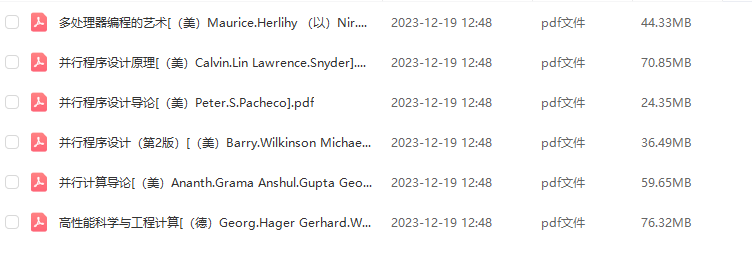 多处理器编程的艺术[（美）Maurice.Herlihy （以）Nir.... 2023-12-19 12:48 pdf文件 44.33MB
并行程序设计原理[（美）Calvin.Lin Lawrence.Snyder].... 2023-12-19 12:48 pdf文件 70.85MB
并行程序设计导论[（美）Peter.S.Pacheco].pdf 2023-12-19 12:48 pdf文件 24.35MB
并行程序设计（第2版）[（美）Barry.Wilkinson Michae... 2023-12-19 12:48 pdf文件 36.49MB
并行计算导论[（美）Ananth.Grama Anshul.Gupta Geo... 2023-12-19 12:48 pdf文件 59.65MB
高性能科学与工程计算[（德）Georg.Hager Gerhard.W... 2023-12-19 12:48 pdf文件 76.32MB